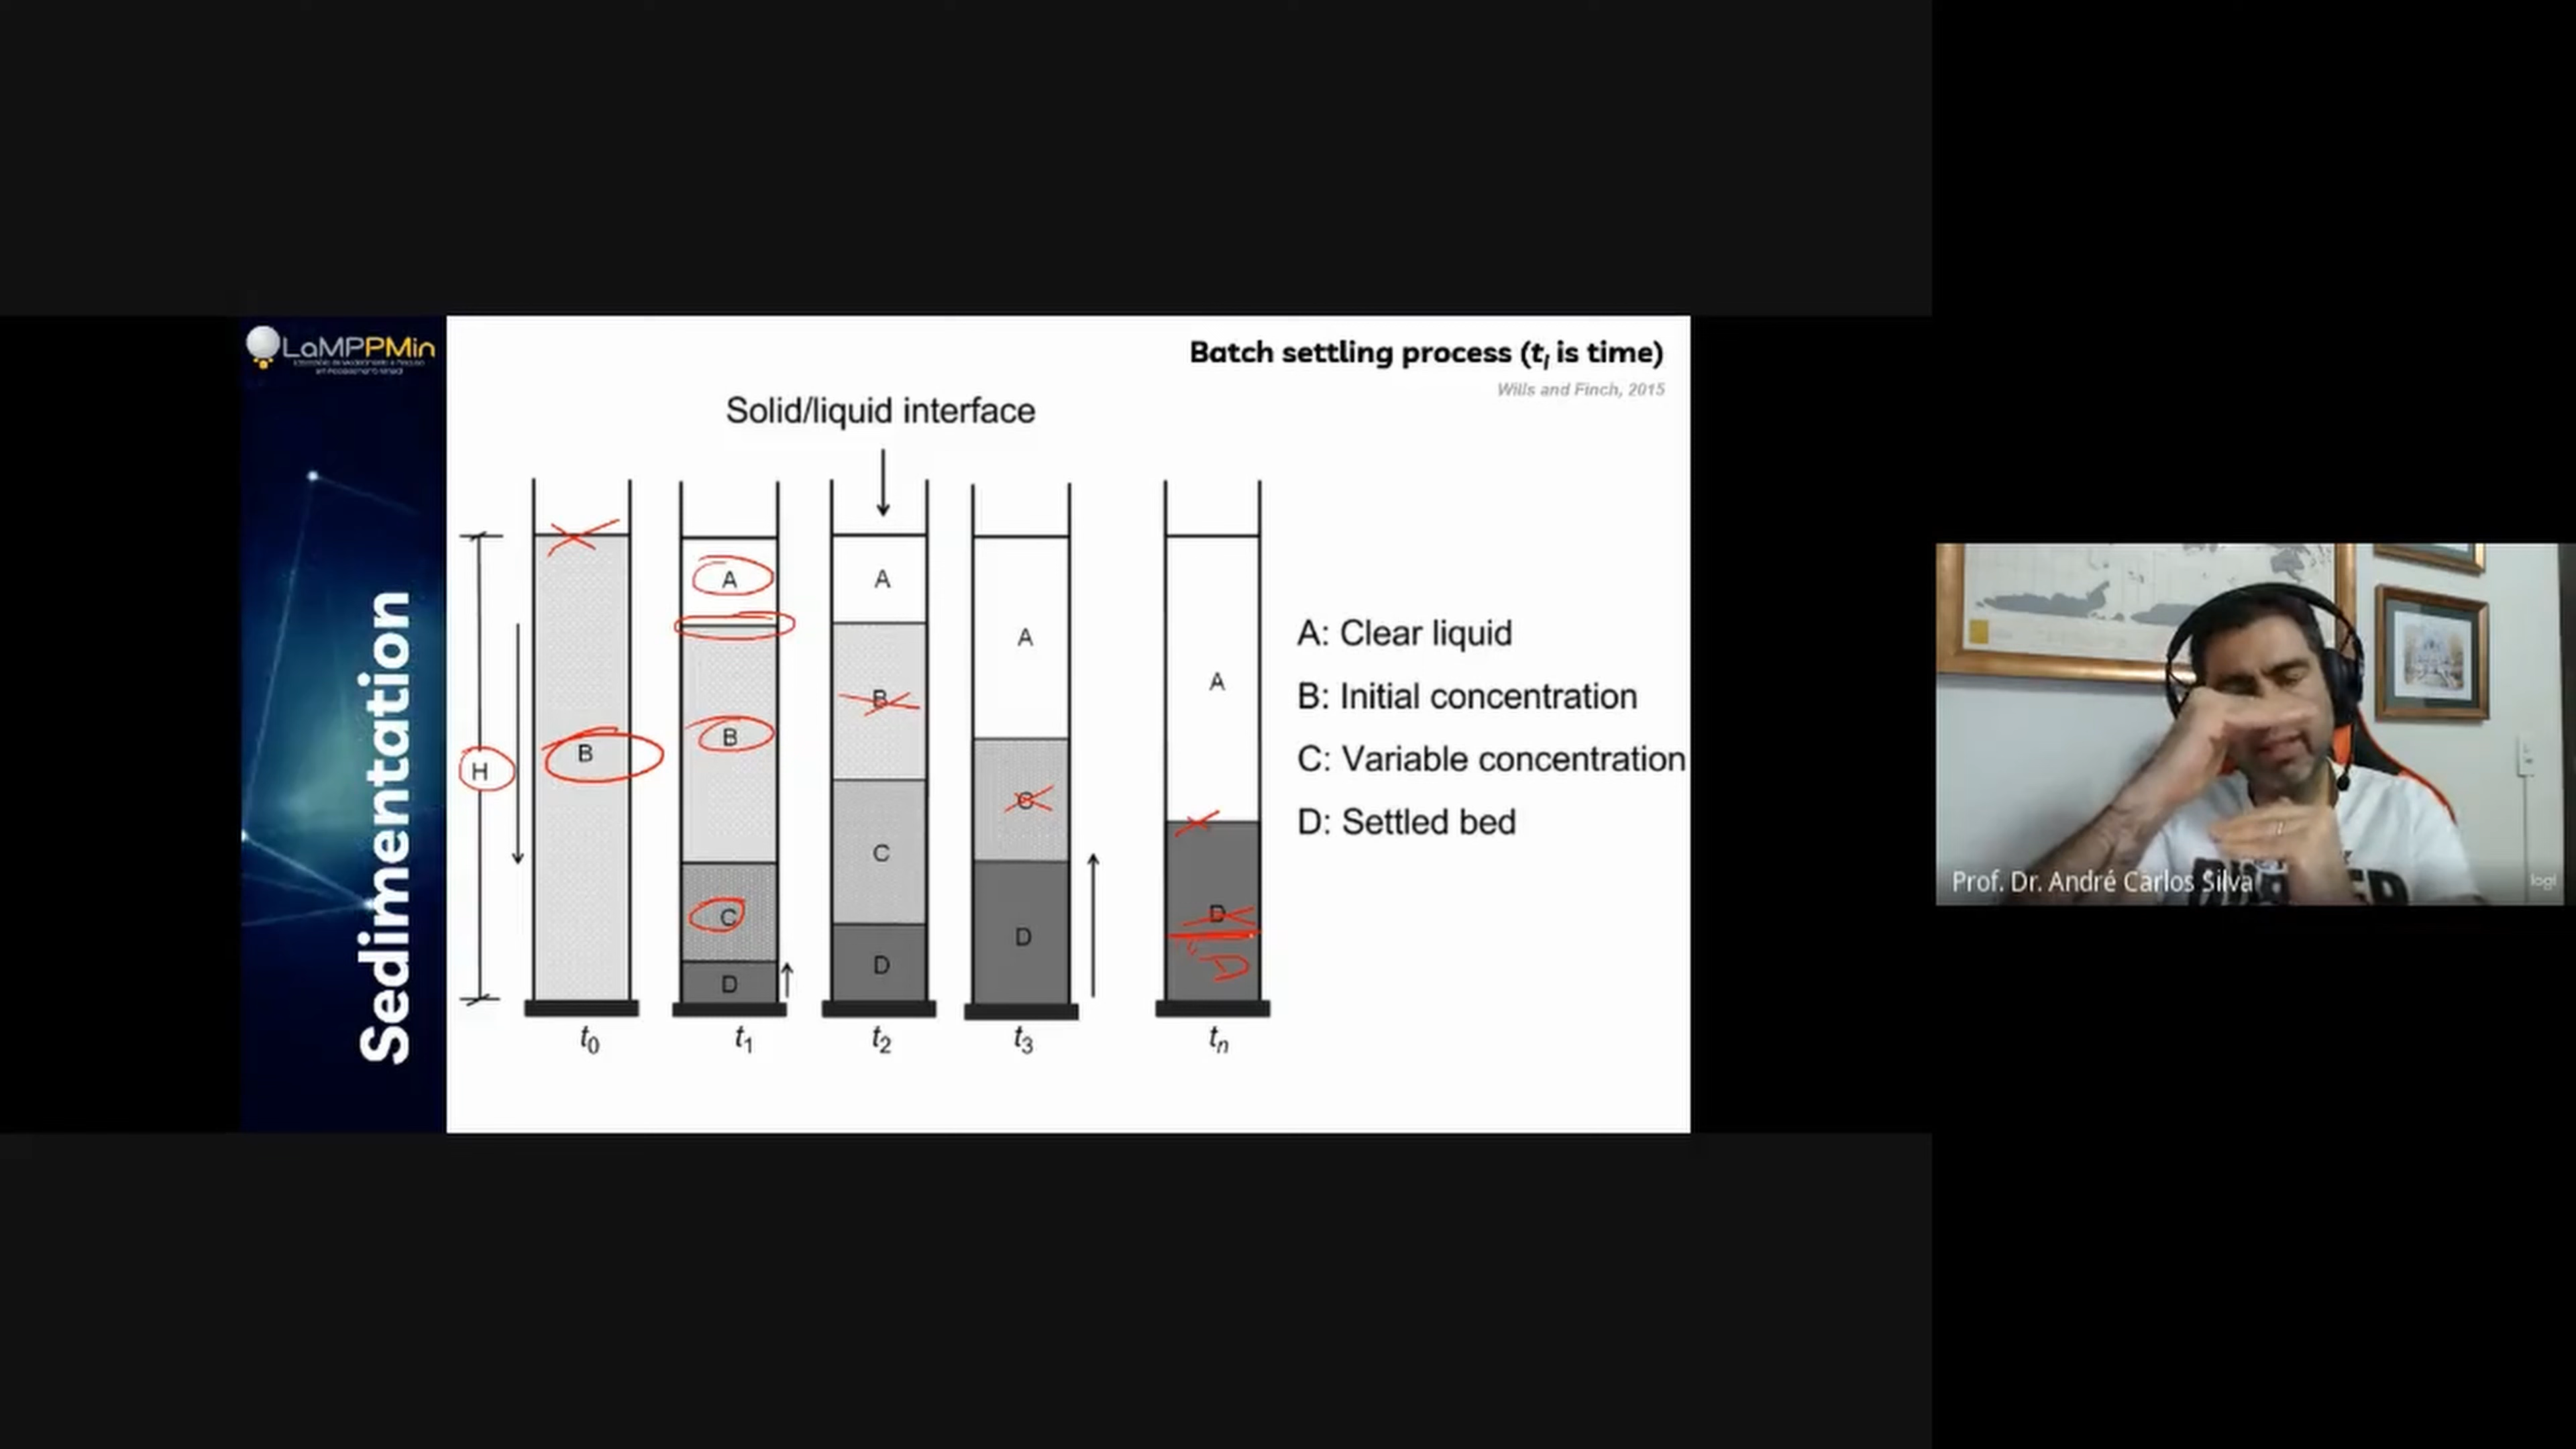 LaMPPMin
Sedimentation
Batch settling process (tᵢ is time)
Wills and Finch, 2015
Solid/liquid interface
H
B
A
B
C
D
A
B
C
D
A
C
D
A
D
D
t₀
t₁
t₂
t₃
tₙ
A: Clear liquid
B: Initial concentration
C: Variable concentration
D: Settled bed
Prof. Dr. André Carlos Silva
logi